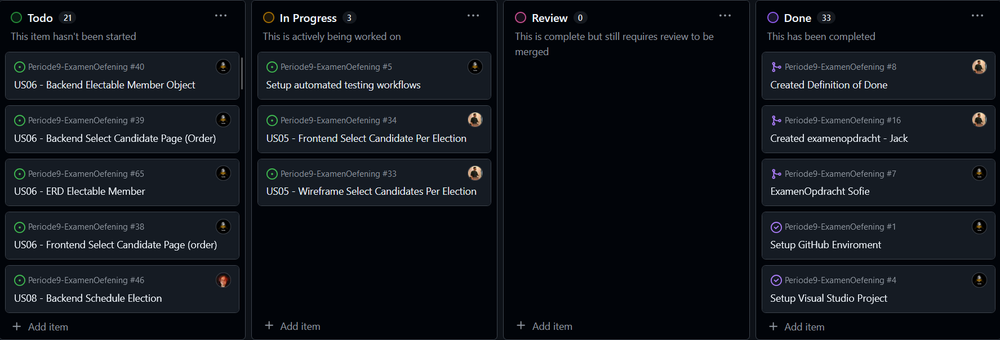 Todo 21
This item hasn't been started
Periode9-ExamenOefening #40
US06 - Backend Electable Member Object
Periode9-ExamenOefening #39
US06 - Backend Select Candidate Page (Order)
Periode9-ExamenOefening #65
US06 - ERD Electable Member
Periode9-ExamenOefening #38
US06 - Frontend Select Candidate Page (order)
Periode9-ExamenOefening #46
US08 - Backend Schedule Election
+ Add item
In Progress 3
This is actively being worked on
Periode9-ExamenOefening #5
Setup automated testing workflows
Periode9-ExamenOefening #34
US05 - Frontend Select Candidate Per Election
Periode9-ExamenOefening #33
US05 - Wireframe Select Candidates Per Election
+ Add item
Review 0
This is complete but still requires review to be
merged
+ Add item
Done 33
This has been completed
Periode9-ExamenOefening #8
Created Definition of Done
Periode9-ExamenOefening #16
Created examenopdracht - Jack
Periode9-ExamenOefening #7
ExamenOpdracht Sofie
Periode9-ExamenOefening #1
Setup GitHub Enviroment
Periode9-ExamenOefening #4
Setup Visual Studio Project
+ Add item